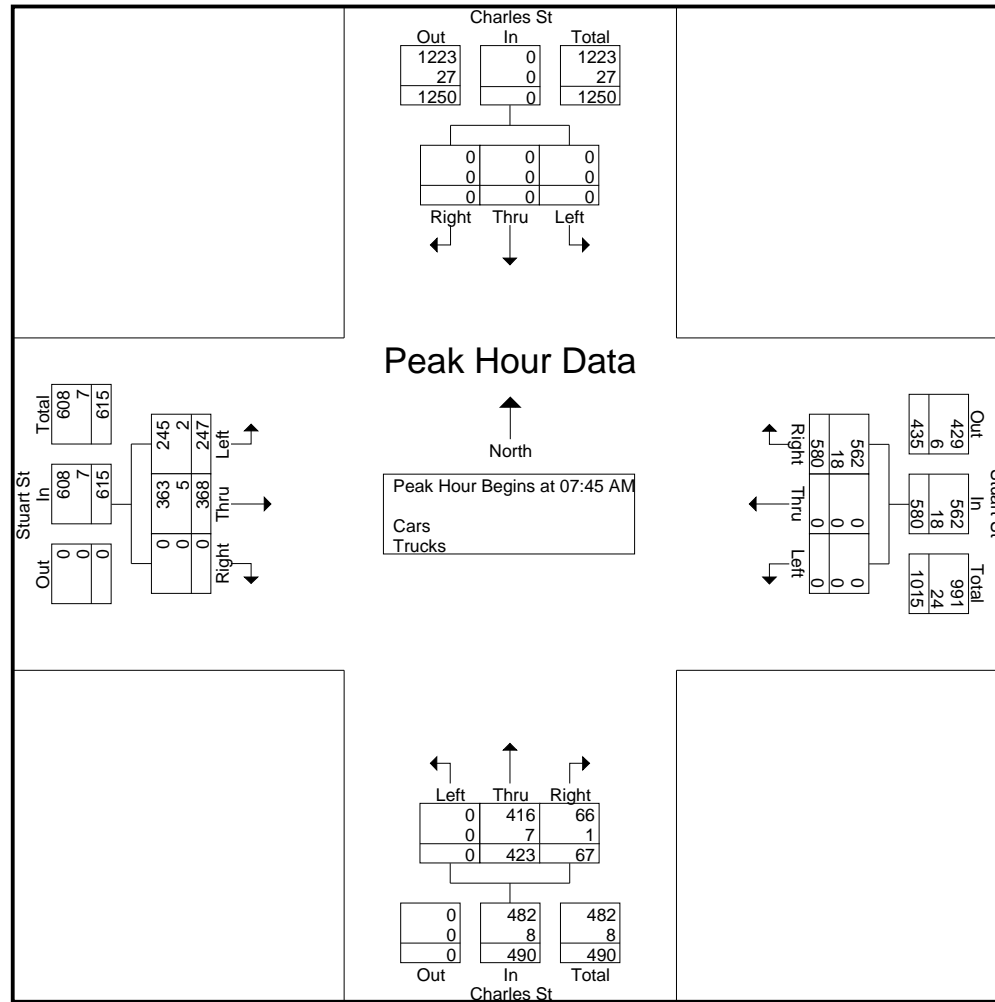 Charles St
Out In Total
1223 0 1223
27 0 27
1250 0 1250
0 0 0
0 0 0
0 0 0
Right Thru Left
Peak Hour Data
North
Peak Hour Begins at 07:45 AM
Cars
Trucks
Stuart St
Total In Out
608 608 0
7 7 0
615 615 0
Left Thru Right
245 363 0
2 5 0
247 368 0
Out In Total
429 562 991
6 18 24
435 580 1015
Right Thru Left
562 0 0
18 0 0
580 0 0
Left Thru Right
0 416 66
0 7 1
0 423 67
0 482 482
0 8 8
0 490 490
Out In Total
Charles St